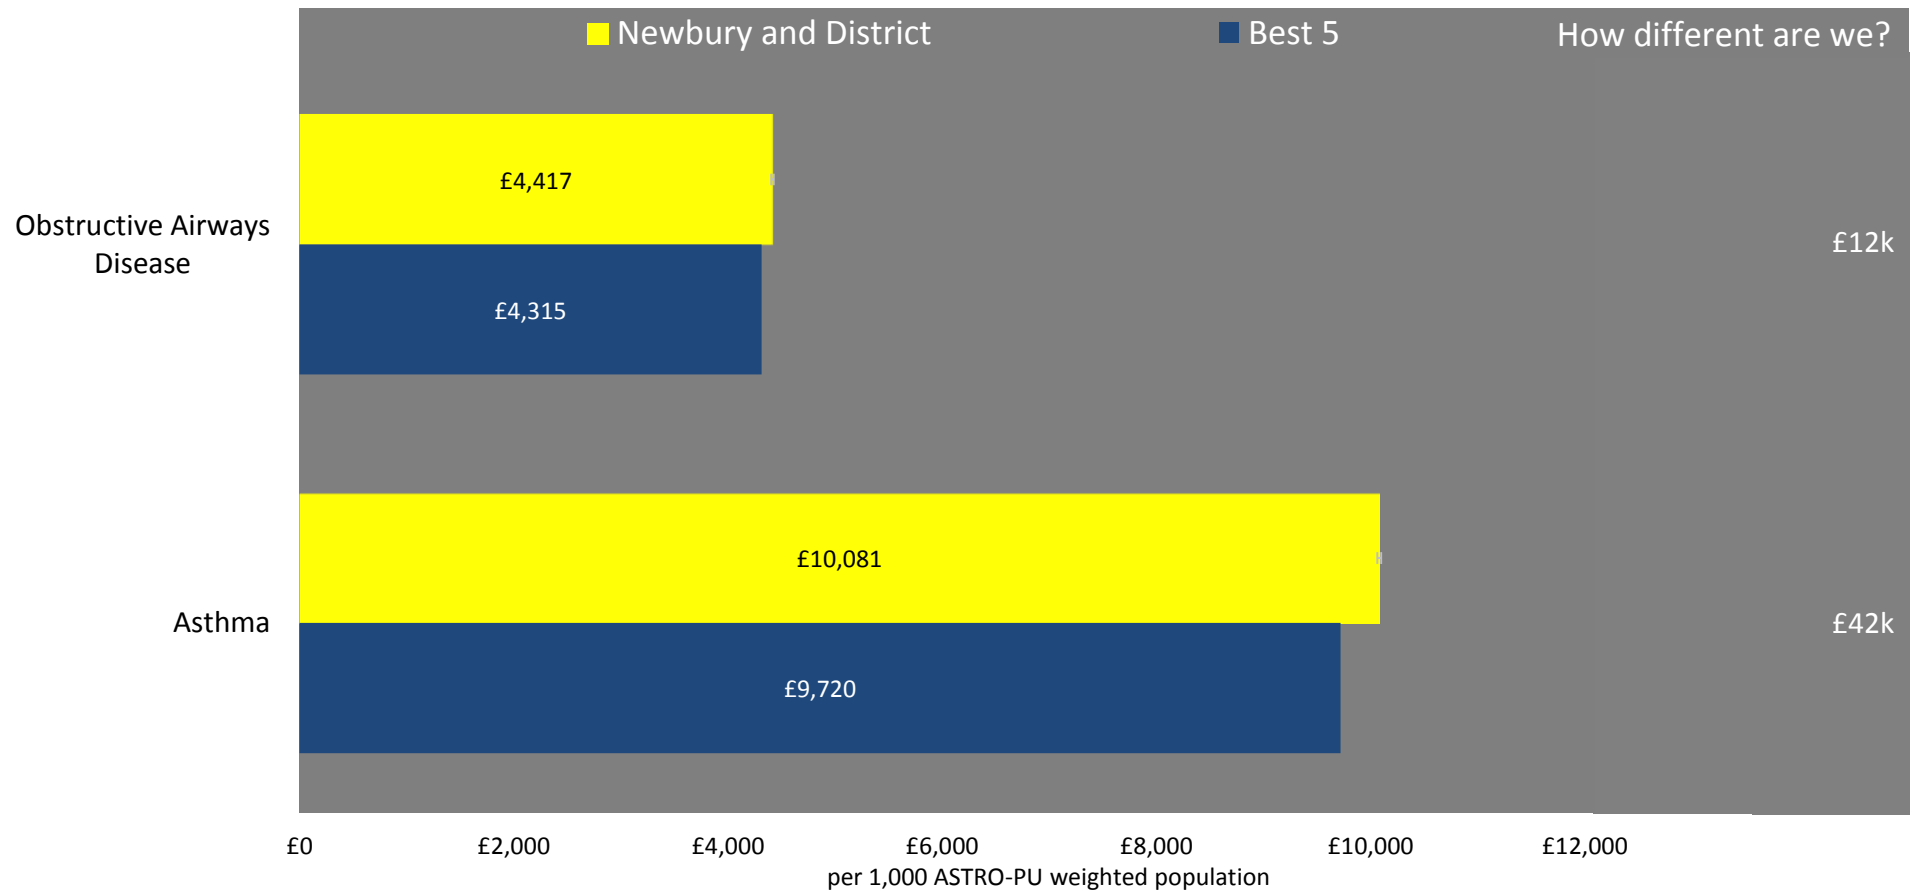 Newbury and District
Best 5
How different are we?
Obstructive Airways
Disease
£4,417
£4,315
£12k
Asthma
£10,081
£9,720
£42k
£0
£2,000
£4,000
£6,000
£8,000
£10,000
£12,000
per 1,000 ASTRO-PU weighted population